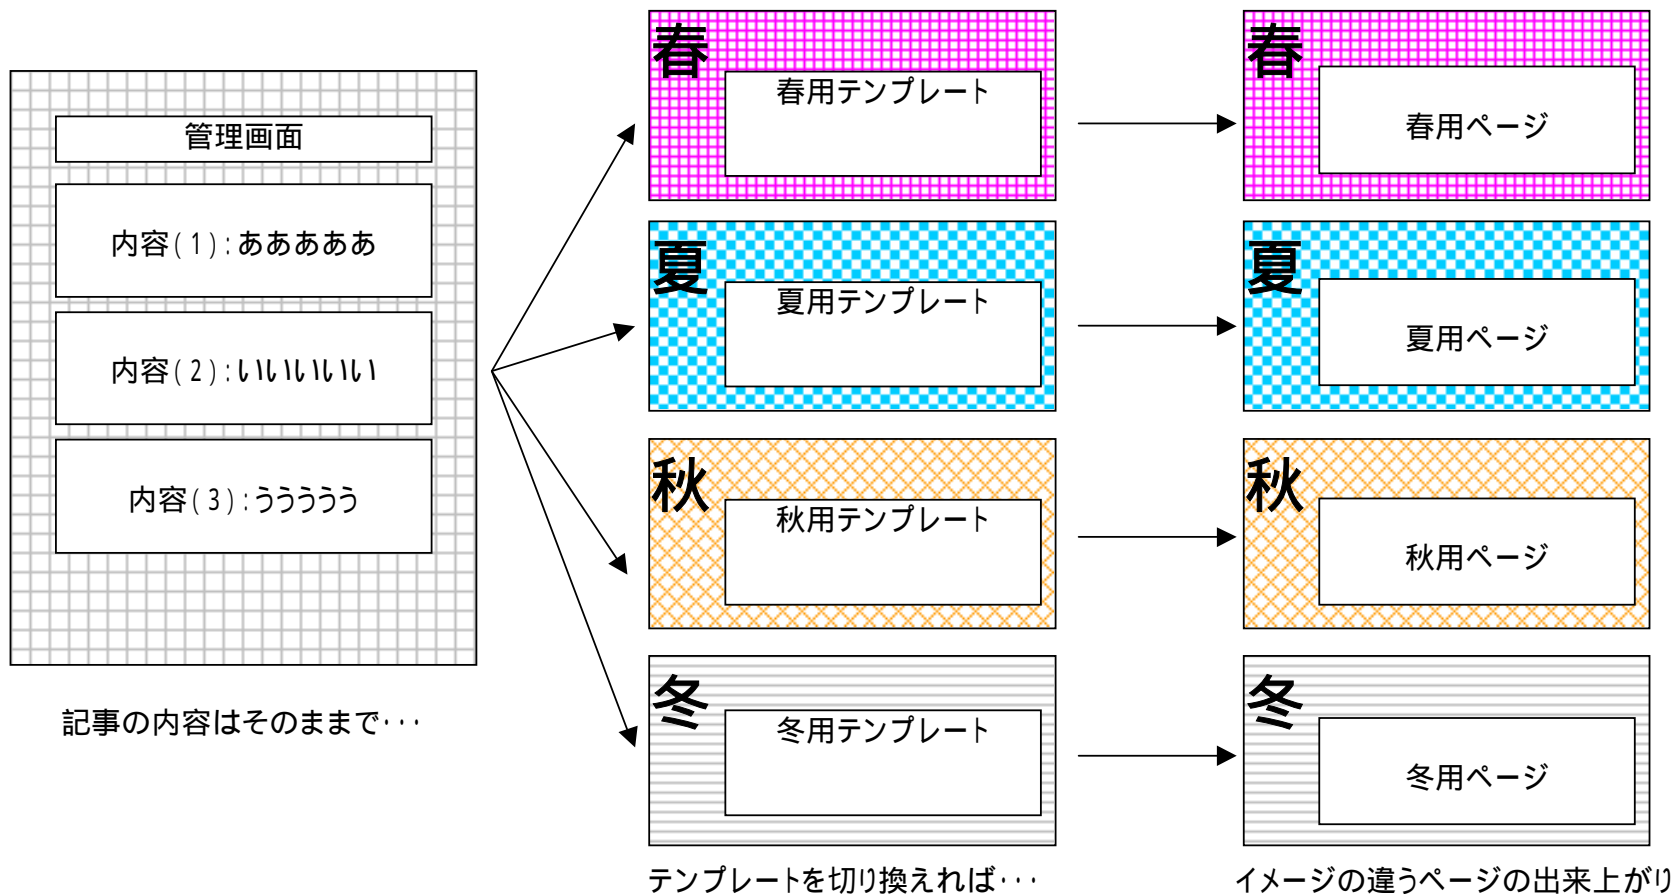 管理画面
内容(1):あああああ
内容(2):いいいいい
内容(3):ううううう
記事の内容はそのままで・・・
春
春用テンプレート
夏
夏用テンプレート
秋
秋用テンプレート
冬
冬用テンプレート
テンプレートを切り換えれば・・・
春
春用ページ
夏
夏用ページ
秋
秋用ページ
冬
冬用ページ
イメージの違うページの出来上がり